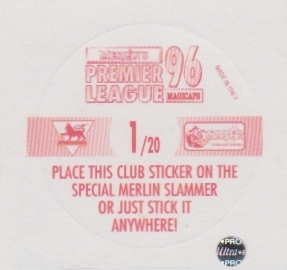 MERLIN'S
PREMIER
LEAGUE
96
MAGICAPS
MADE IN ITALY
1/20
PLACE THIS CLUB STICKER ON THE
SPECIAL MERLIN SLAMMER
OR JUST STICK IT
ANYWHERE!
PRO
Ultra
PRO